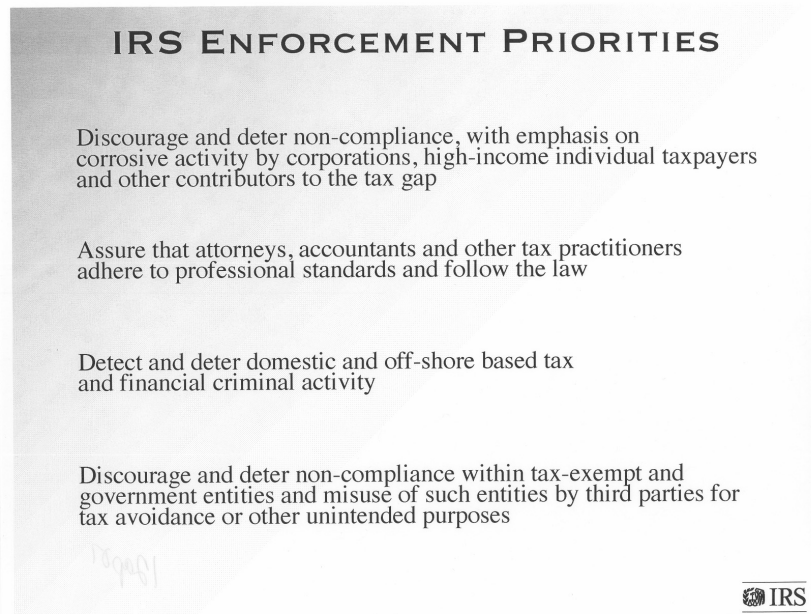 IRS ENFORCEMENT PRIORITIES
Discourage and deter non-compliance, with emphasis on
corrosive activity by corporations, high-income individual taxpayers
and other contributors to the tax gap
Assure that attorneys, accountants and other tax practitioners
adhere to professional standards and follow the law
Detect and deter domestic and off-shore based tax
and financial criminal activity
Discourage and deter non-compliance within tax-exempt and
government entities and misuse of such entities by third parties for
tax avoidance or other unintended purposes
IRS